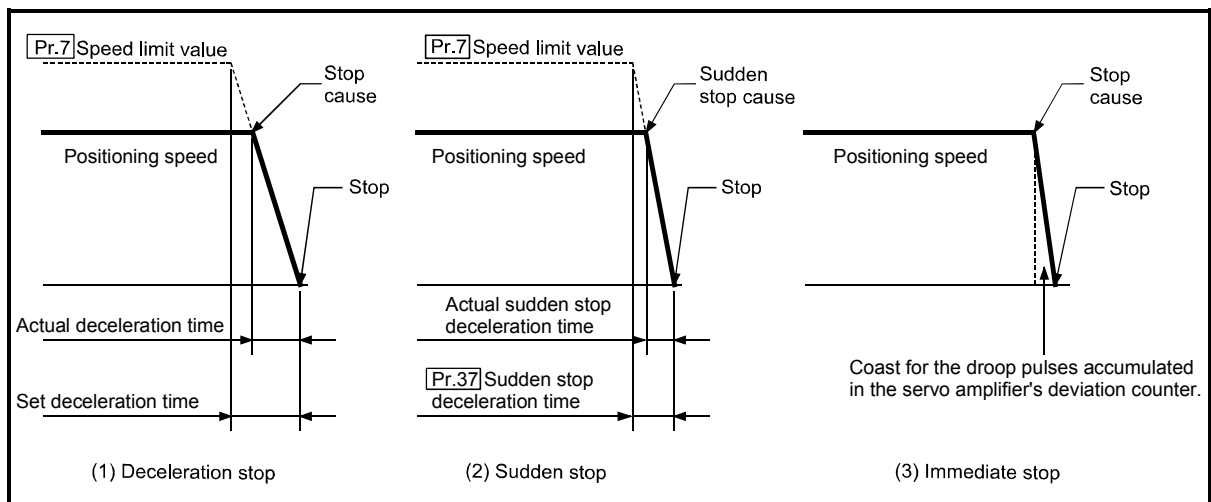 Pr.7 Speed limit value
Stop
cause
Positioning speed
Stop
Actual deceleration time
Set deceleration time
(1) Deceleration stop
Pr.7 Speed limit value
Sudden
stop cause
Positioning speed
Stop
Actual sudden stop
deceleration time
Pr.37 Sudden stop
deceleration time
(2) Sudden stop
Stop
cause
Positioning speed
Stop
Coast for the droop pulses accumulated
in the servo amplifier's deviation counter.
(3) Immediate stop